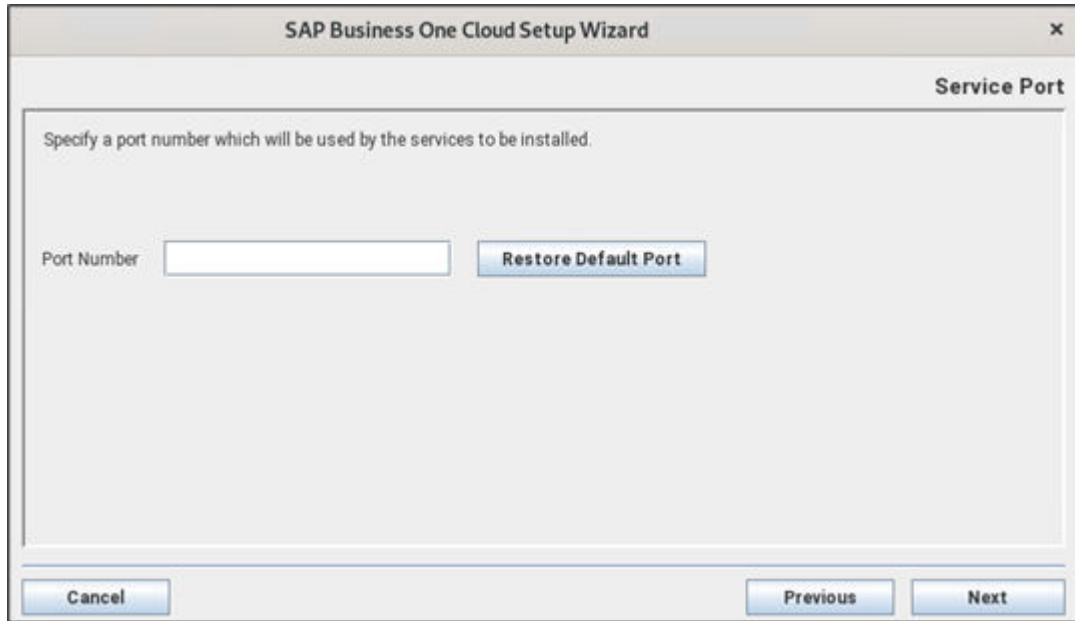 SAP Business One Cloud Setup Wizard ×
Service Port
Specify a port number which will be used by the services to be installed.
Port Number Restore Default Port
Cancel Previous Next